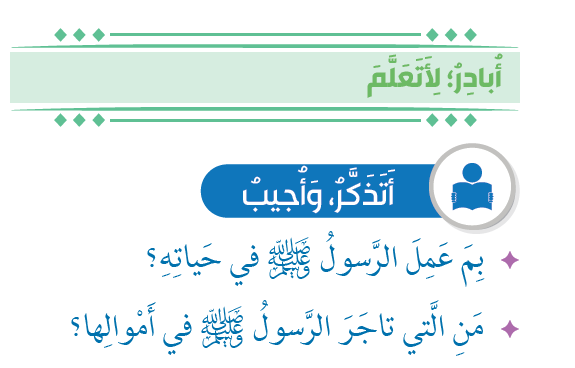 أُبادِرُ؛ لِأَتَعَلَّمَ
أَتَذَكَّرُ، وَأُجيبُ
بِمَ عَمِلَ الرَّسولُ ﷺ في حَياتِهِ؟
مَنِ الَّتي تاجَرَ الرَّسولُ ﷺ في أَمْوالِها؟